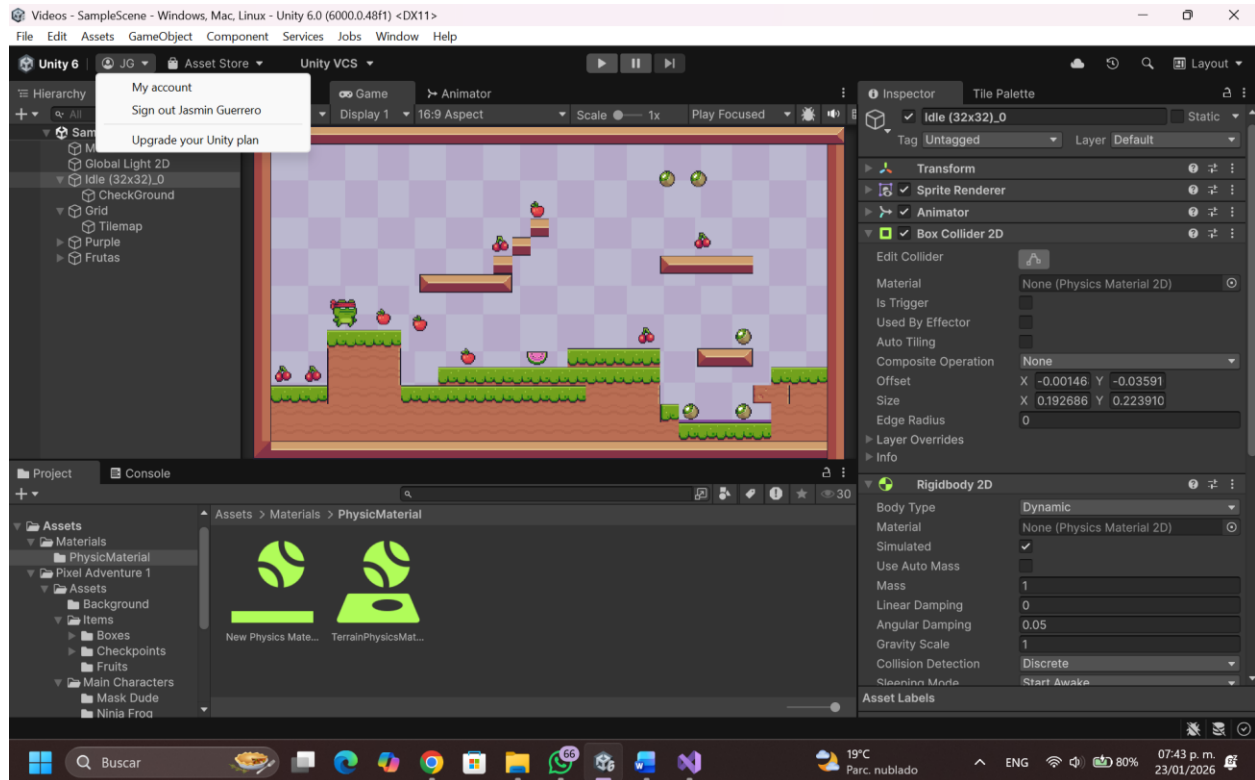 Videos - SampleScene - Windows, Mac, Linux - Unity 6.0 (6000.0.48f1) <DX11>
File Edit Assets GameObject Component Services Jobs Window Help
Unity 6 JG Asset Store Unity VCS Layout
My account
Sign out Jasmin Guerrero
Upgrade your Unity plan
Hierarchy
All
Sam
M
Global Light 2D
Idle (32x32)_0
CheckGround
Grid
Tilemap
Purple
Frutas
Game Animator
Display 1 16:9 Aspect Scale 1x Play Focused
Inspector Tile Palette
Idle (32x32)_0 Static
Tag Untagged Layer Default
Transform
Sprite Renderer
Animator
Box Collider 2D
Edit Collider
Material None (Physics Material 2D)
Is Trigger
Used By Effector
Auto Tiling
Composite Operation None
Offset X -0.00146 Y -0.03591
Size X 0.192686 Y 0.223910
Edge Radius 0
Layer Overrides
Info
Rigidbody 2D
Body Type Dynamic
Material None (Physics Material 2D)
Simulated
Use Auto Mass
Mass 1
Linear Damping 0
Angular Damping 0.05
Gravity Scale 1
Collision Detection Discrete
Sleeping Mode Start Awake
Asset Labels
Project Console
30
Assets
Materials
PhysicMaterial
Pixel Adventure 1
Assets
Background
Items
Boxes
Checkpoints
Fruits
Main Characters
Mask Dude
Ninja Frog
Assets > Materials > PhysicMaterial
New Physics Mate... TerrainPhysicsMat...
Buscar
66
19°C
Parc. nublado
ENG
80%
07:43 p. m.
23/01/2026